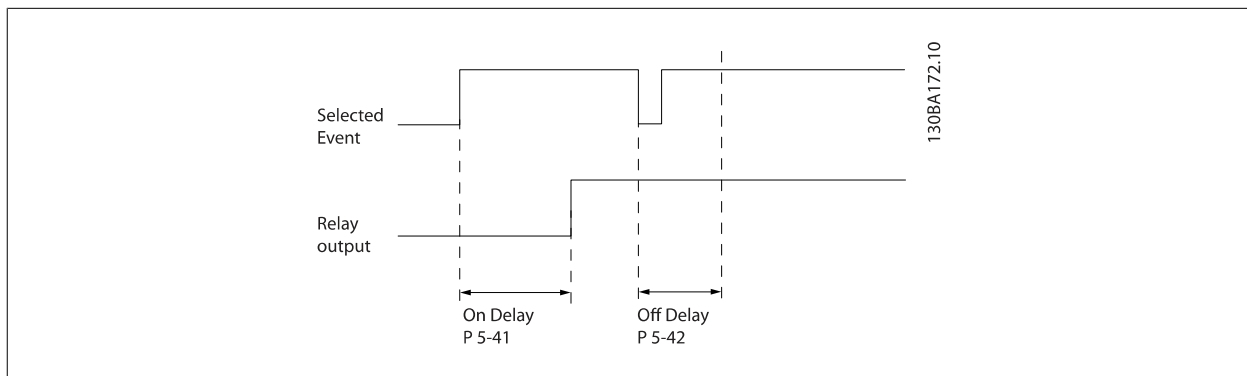 130BA172.10
Selected
Event
Relay
output
On Delay
P 5-41
Off Delay
P 5-42